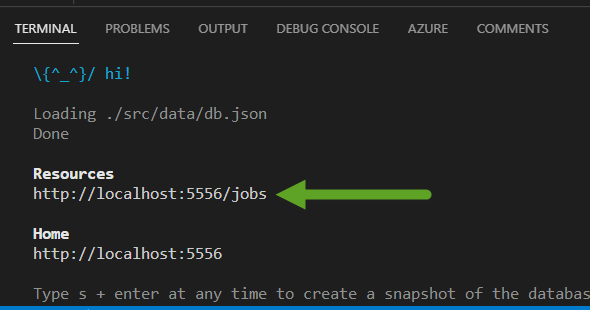 TERMINAL PROBLEMS OUTPUT DEBUG CONSOLE AZURE COMMENTS
\{^_^}/ hi!
Loading ./src/data/db.json
Done
Resources
http://localhost:5556/jobs
Home
http://localhost:5556
Type s + enter at any time to create a snapshot of the databas